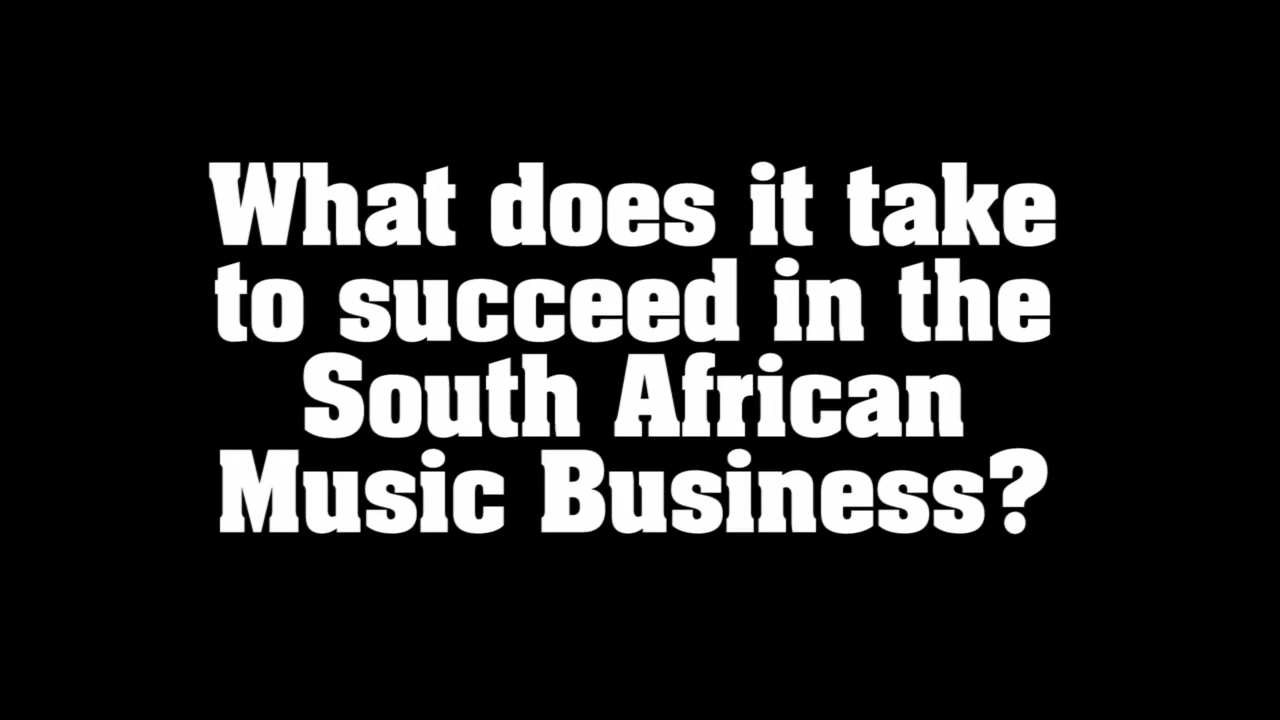 What does it take
to succeed in the
South African
Music Business?